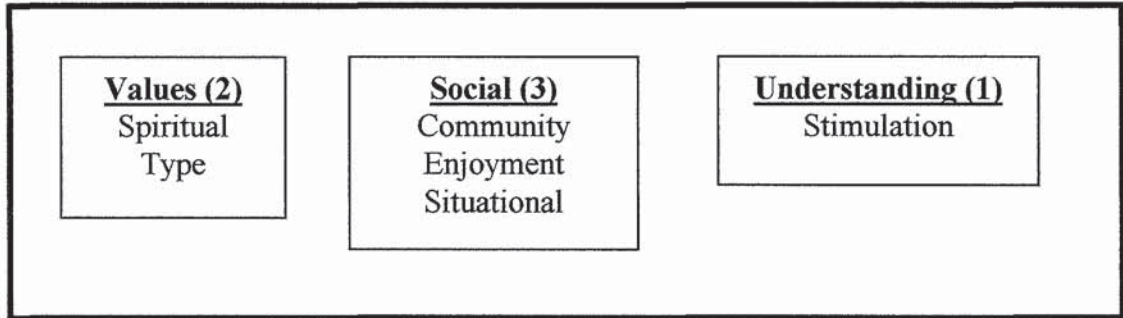 Values (2)
Spiritual
Type
Social (3)
Community
Enjoyment
Situational
Understanding (1)
Stimulation